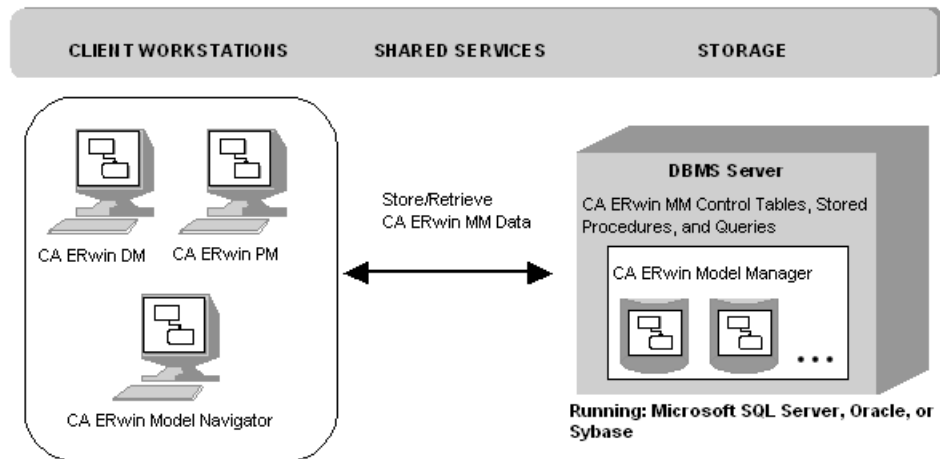 CLIENT WORKSTATIONS
SHARED SERVICES
STORAGE
CA ERwin DM
CA ERwin PM
CA ERwin Model Navigator
Store/Retrieve
CA ERwin MM Data
DBMS Server
CA ERwin MM Control Tables, Stored
Procedures, and Queries
CA ERwin Model Manager
...
Running: Microsoft SQL Server, Oracle, or
Sybase